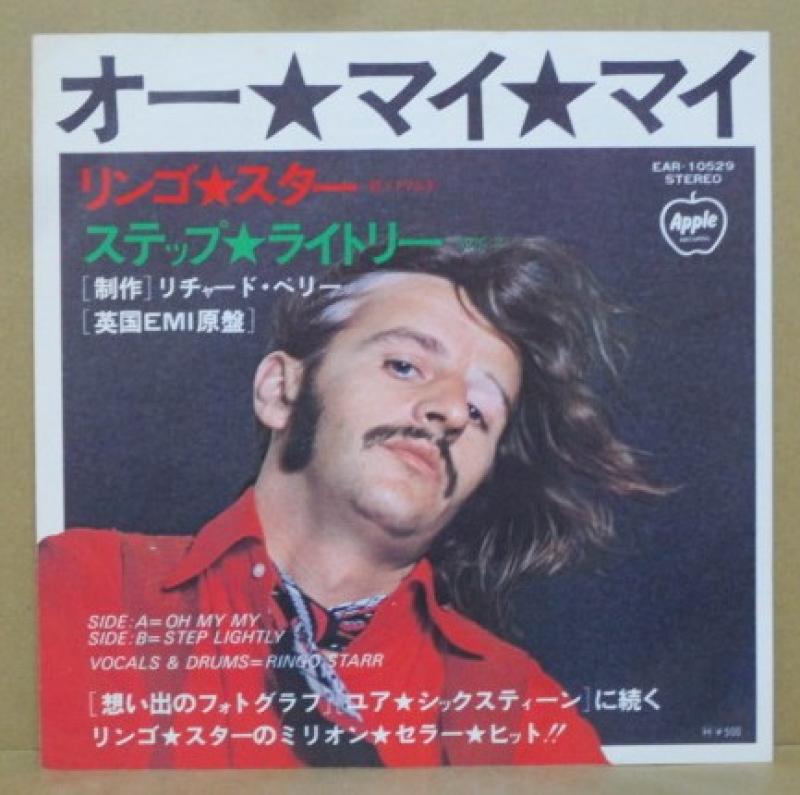 オー★マイ★マイ
EAR-10529
STEREO
リンゴ★スター
Apple
ステップ★ライトリー
[制作]リチャード・ペリー
[英国EMI原盤]
SIDE:A=OH MY MY
SIDE:B=STEP LIGHTLY
VOCALS & DRUMS=RINGO STARR
[想い出のフォトグラフ][ユア★シックスティーン]に続く
リンゴ★スターのミリオン★セラー★ヒット!!
¥500